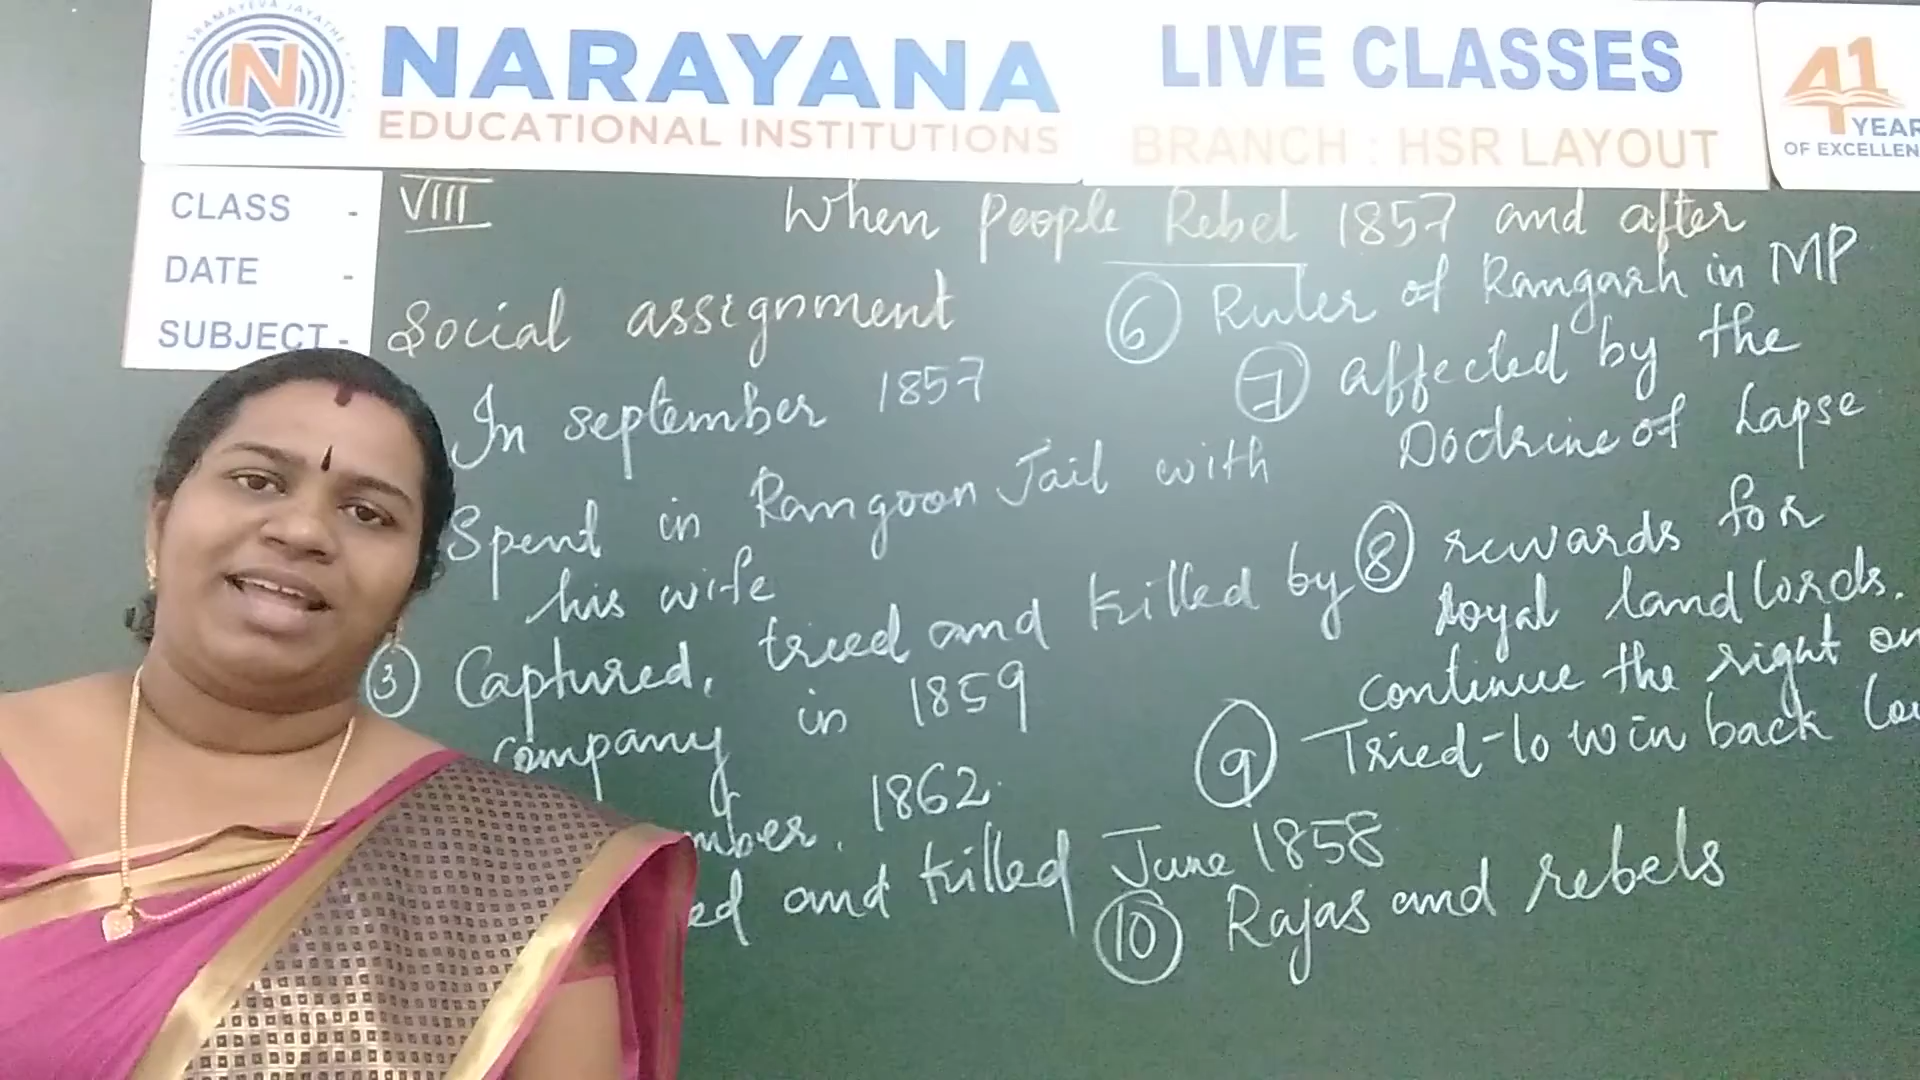 SRAMAYEVA JAYATHE
N
NARAYANA
EDUCATIONAL INSTITUTIONS
LIVE CLASSES
BRANCH : HSR LAYOUT
41
YEAR
OF EXCELLEN
CLASS - VIII
DATE -
SUBJECT -
When People Rebel 1857 and after
Social assignment
In september 1857
Spent in Rangoon Jail with
his wife
3 Captured, tried and killed by
company in 1859
mber. 1862.
ed and killed June 1858
6 Ruler of Ramgarh in MP
7 affected by the
Doctrine of Lapse
8 rewards for
loyal landlords.
continue the right on
9 Tried to win back
10 Rajas and rebels